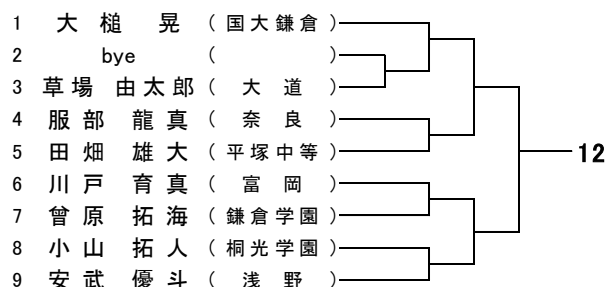 1 大槌 晃 (国大鎌倉)
2 bye ( )
3 草場 由太郎 (大道)
4 服部 龍真 (奈良)
5 田畑 雄大 (平塚中等)
6 川戸 育真 (富岡)
7 曾原 拓海 (鎌倉学園)
8 小山 拓人 (桐光学園)
9 安武 優斗 (浅野)
12